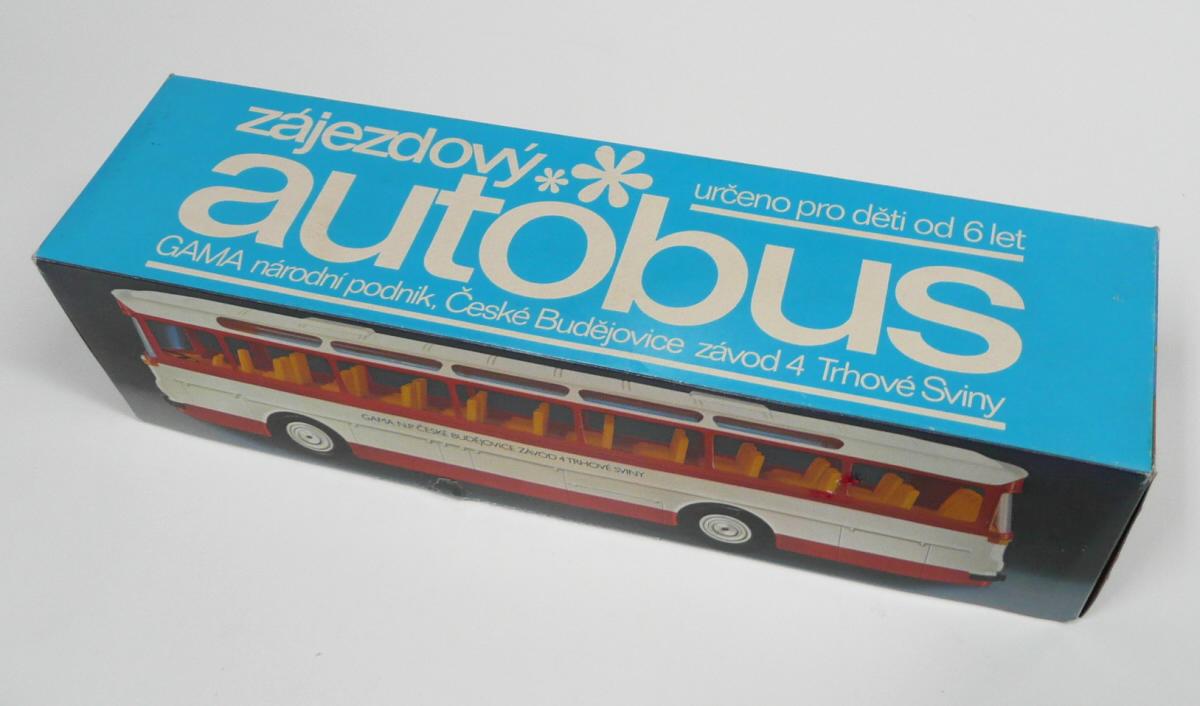 zájezdový
autobus
určeno pro děti od 6 let
GAMA národní podnik, České Budějovice závod 4 Trhové Sviny
GAMA N.P. ČESKÉ BUDĚJOVICE ZÁVOD 4 TRHOVÉ SVINY